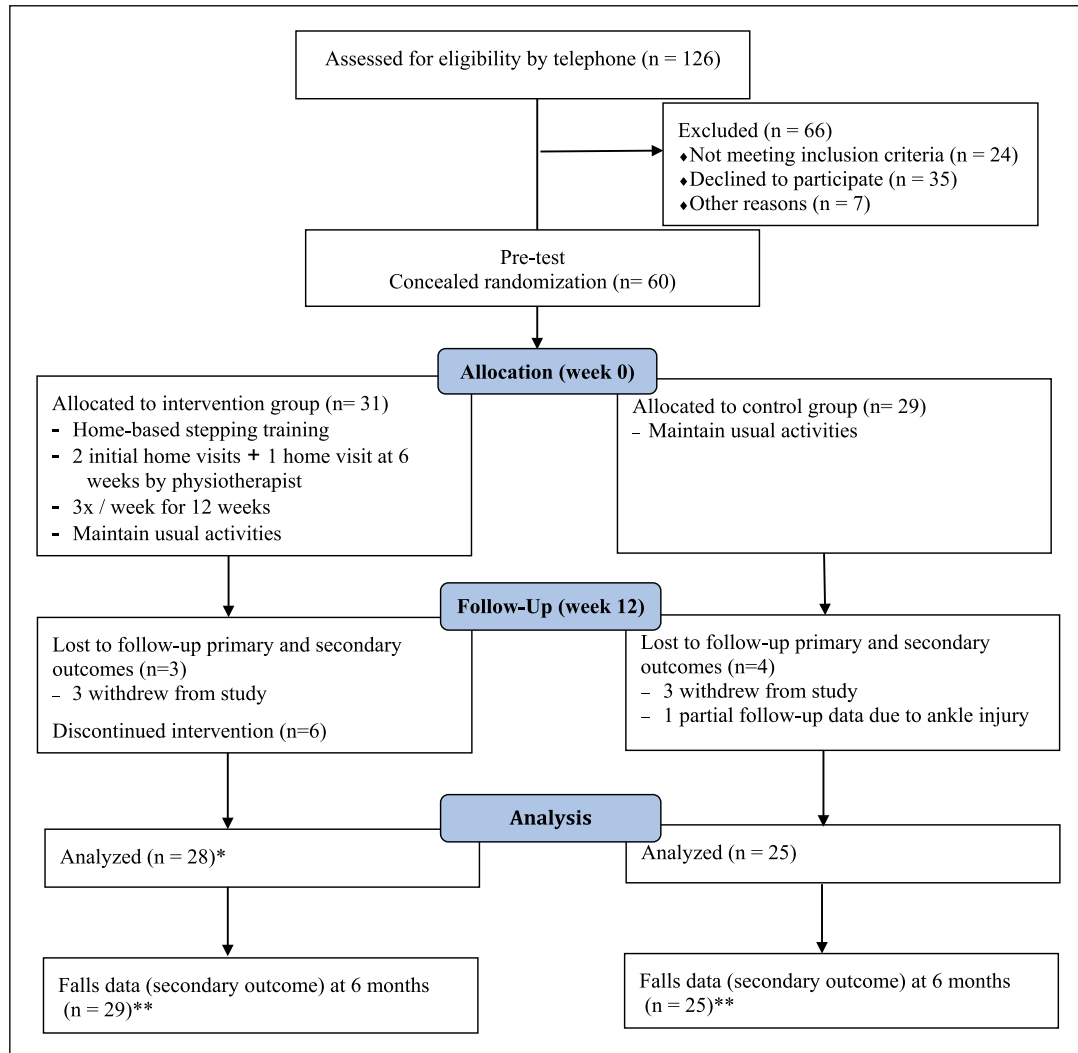 Assessed for eligibility by telephone (n = 126)
Excluded (n = 66)
♦Not meeting inclusion criteria (n = 24)
♦Declined to participate (n = 35)
♦Other reasons (n = 7)
Pre-test
Concealed randomization (n= 60)
Allocation (week 0)
Allocated to intervention group (n= 31)
- Home-based stepping training
- 2 initial home visits + 1 home visit at 6
weeks by physiotherapist
- 3x / week for 12 weeks
- Maintain usual activities
Allocated to control group (n= 29)
– Maintain usual activities
Follow-Up (week 12)
Lost to follow-up primary and secondary
outcomes (n=3)
– 3 withdrew from study
Discontinued intervention (n=6)
Lost to follow-up primary and secondary
outcomes (n=4)
– 3 withdrew from study
– 1 partial follow-up data due to ankle injury
Analysis
Analyzed (n = 28)*
Analyzed (n = 25)
Falls data (secondary outcome) at 6 months
(n = 29)**
Falls data (secondary outcome) at 6 months
(n = 25)**